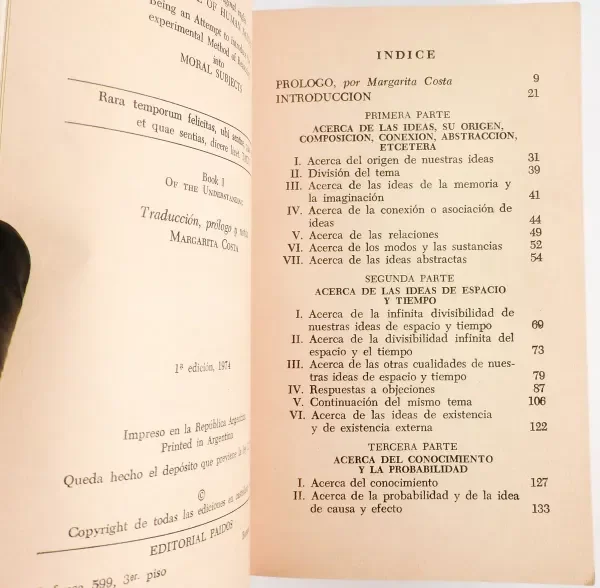 OF HUMAN
Being an Attempt to
experimental Method of
into
MORAL SUBJECTS
Rara temporum felicitas, ubi
et quae sentias, dicere
Book I
OF THE UNDERSTANDING
Traducción, prólogo y
MARGARITA COSTA
1ª edición, 1974
Impreso en la República Argentina
Printed in Argentina
Queda hecho el depósito que previene la
©
Copyright de todas las ediciones en
EDITORIAL PAIDOS
599, 3er. piso
INDICE
PROLOGO, por Margarita Costa 9
INTRODUCCION 21
PRIMERA PARTE
ACERCA DE LAS IDEAS, SU ORIGEN,
COMPOSICION, CONEXION, ABSTRACCION,
ETCETERA
I. Acerca del origen de nuestras ideas 31
II. División del tema 39
III. Acerca de las ideas de la memoria y
la imaginación 41
IV. Acerca de la conexión o asociación de
ideas 44
V. Acerca de las relaciones 49
VI. Acerca de los modos y las sustancias 52
VII. Acerca de las ideas abstractas 54
SEGUNDA PARTE
ACERCA DE LAS IDEAS DE ESPACIO
Y TIEMPO
I. Acerca de la infinita divisibilidad de
nuestras ideas de espacio y tiempo 69
II. Acerca de la divisibilidad infinita del
espacio y el tiempo 73
III. Acerca de las otras cualidades de nues-
tras ideas de espacio y tiempo 79
IV. Respuestas a objeciones 87
V. Continuación del mismo tema 106
VI. Acerca de las ideas de existencia
y de existencia externa 122
TERCERA PARTE
ACERCA DEL CONOCIMIENTO
Y LA PROBABILIDAD
I. Acerca del conocimiento 127
II. Acerca de la probabilidad y de la idea
de causa y efecto 133